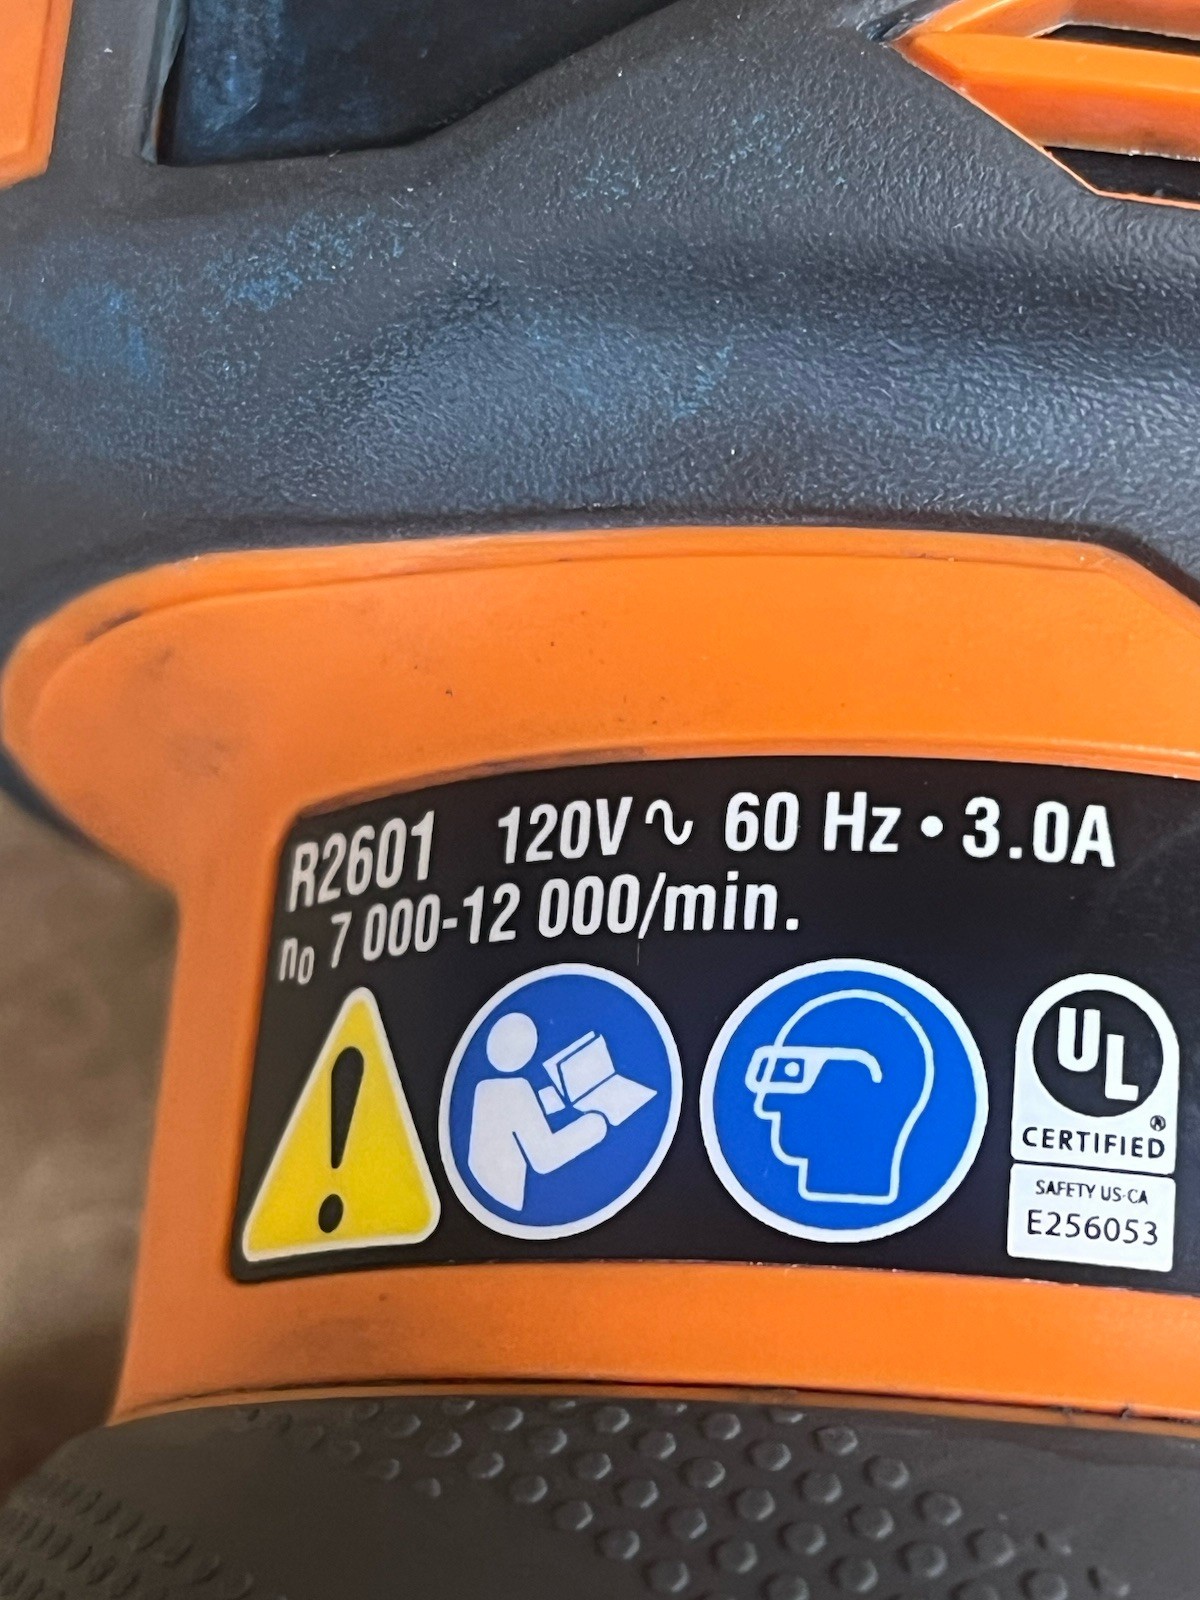 R2601 120V ∿ 60 Hz • 3.0A
n₀ 7 000-12 000/min.
UL
®
CERTIFIED
SAFETY US-CA
E256053